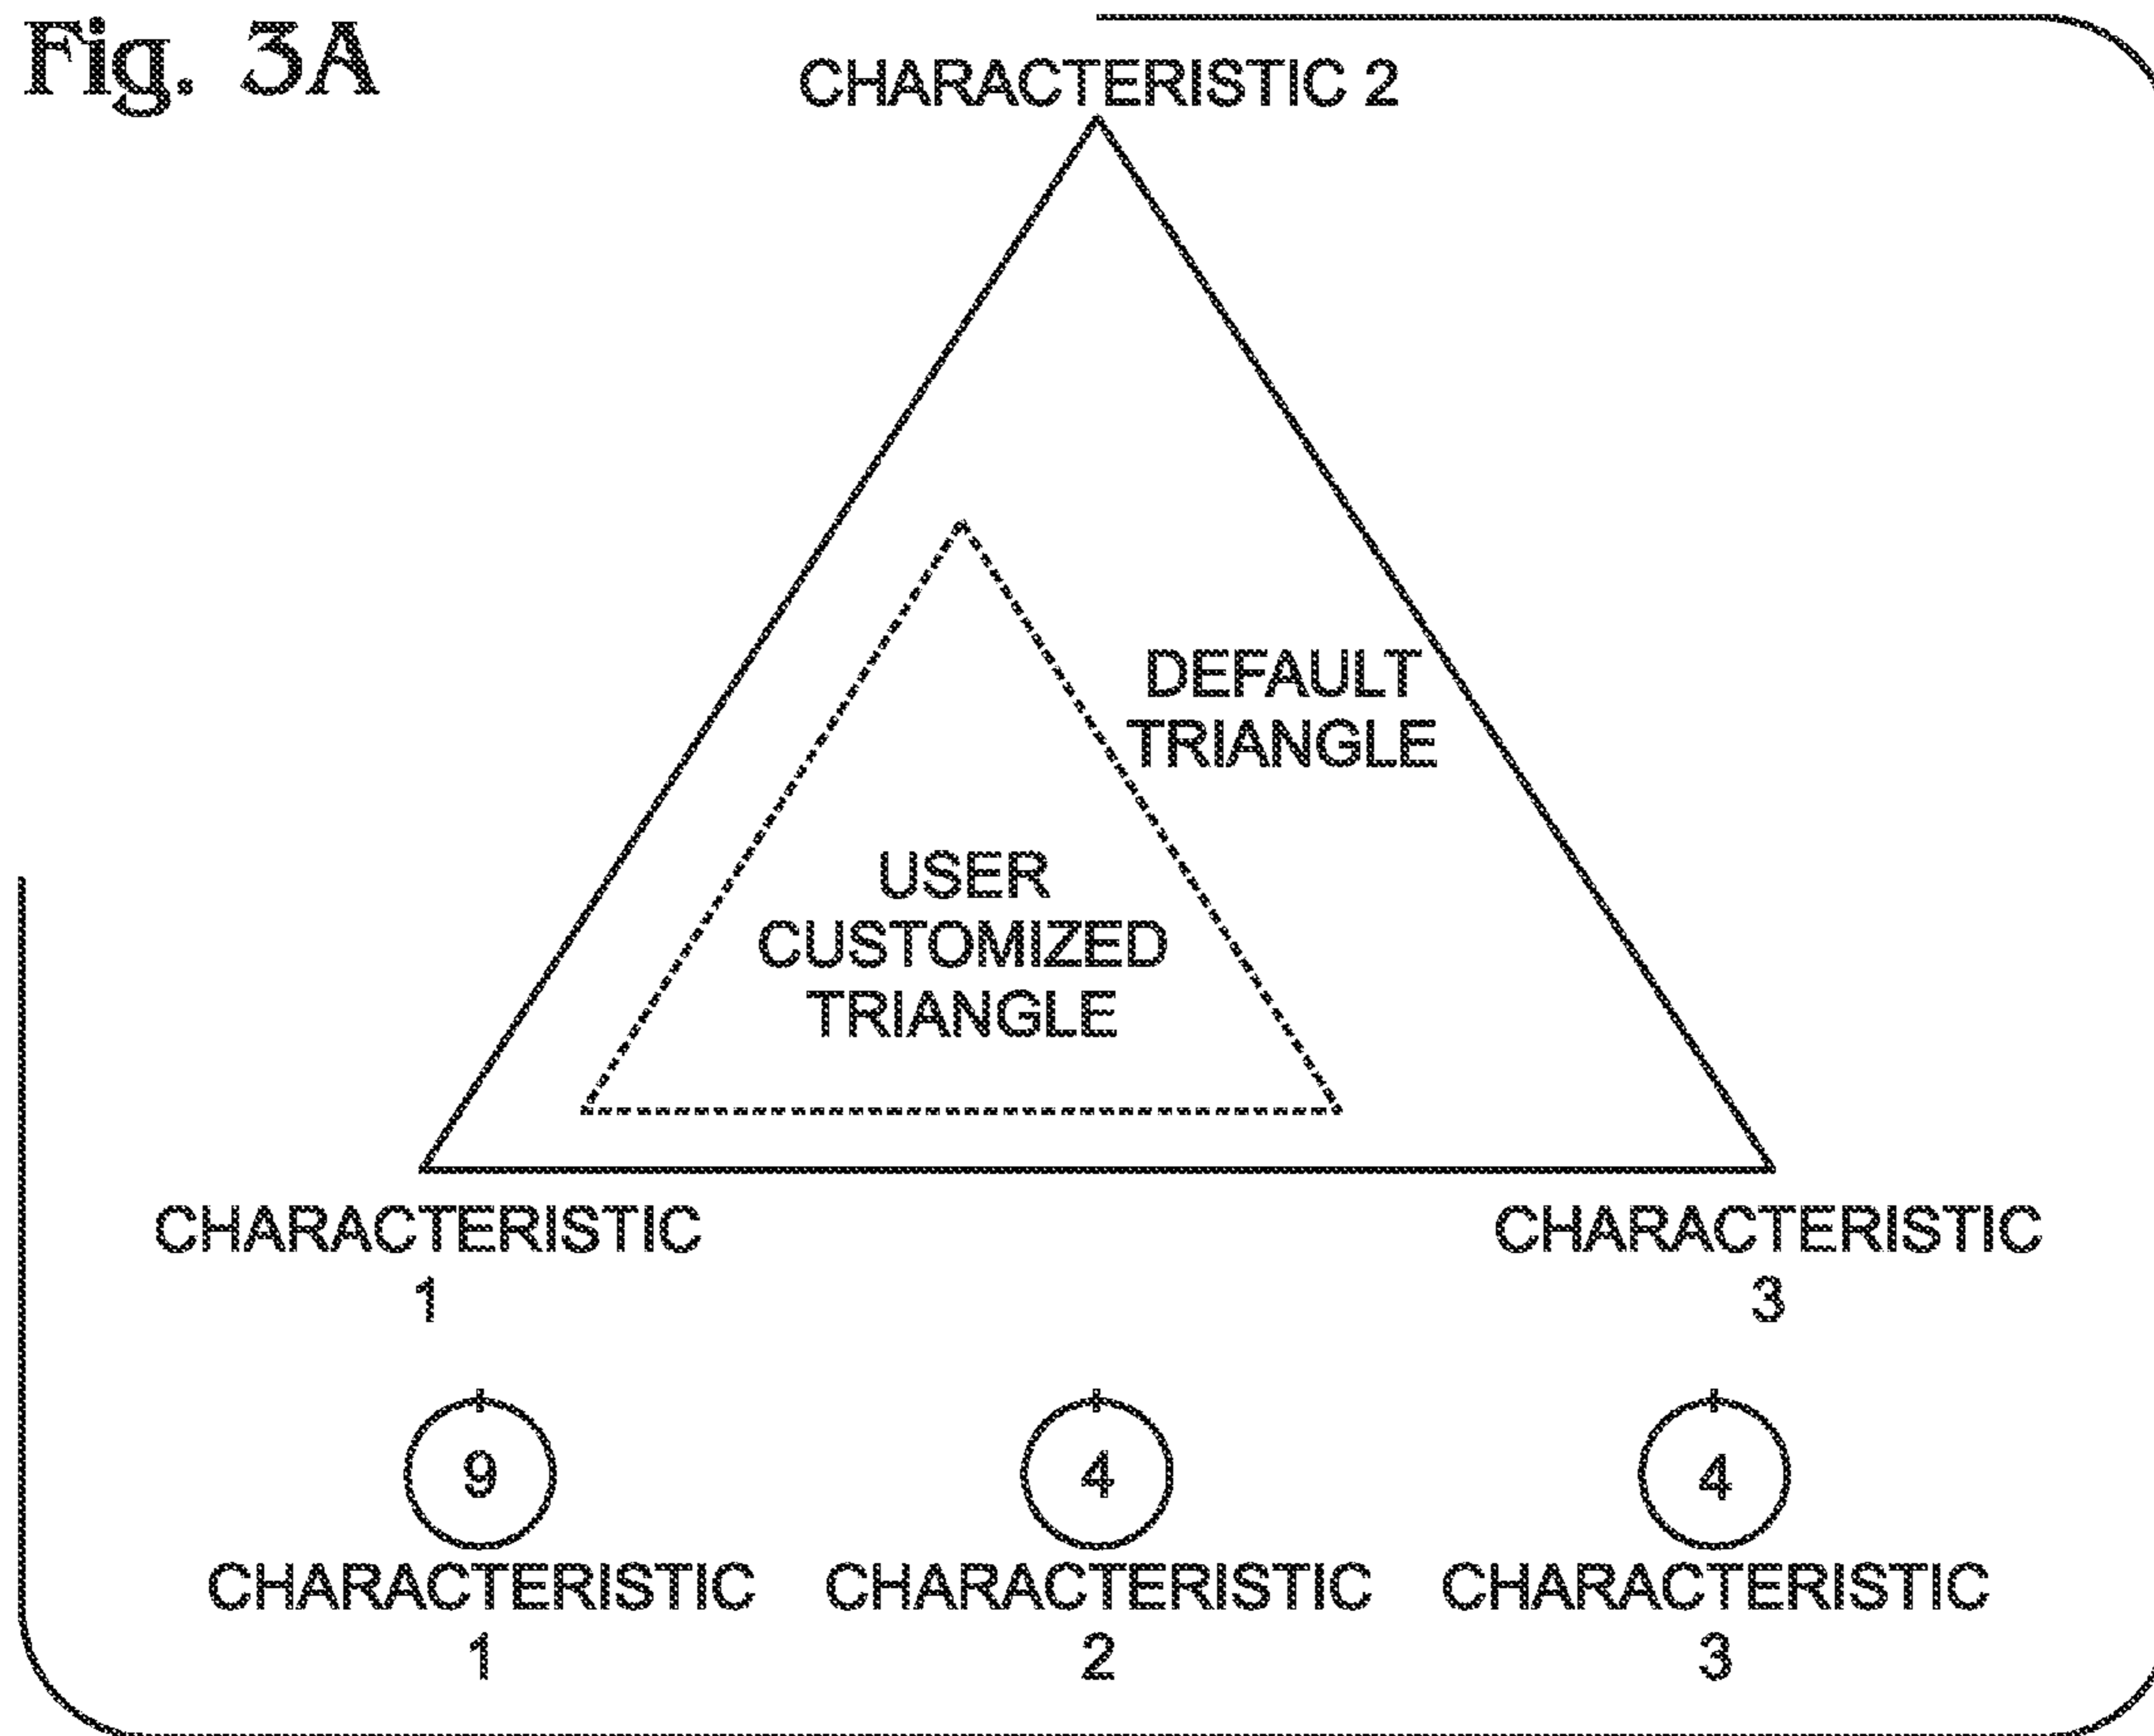 Fig. 3A
CHARACTERISTIC 2
DEFAULT
TRIANGLE
USER
CUSTOMIZED
TRIANGLE
CHARACTERISTIC
1
CHARACTERISTIC
3
9
CHARACTERISTIC
1
4
CHARACTERISTIC
2
4
CHARACTERISTIC
3